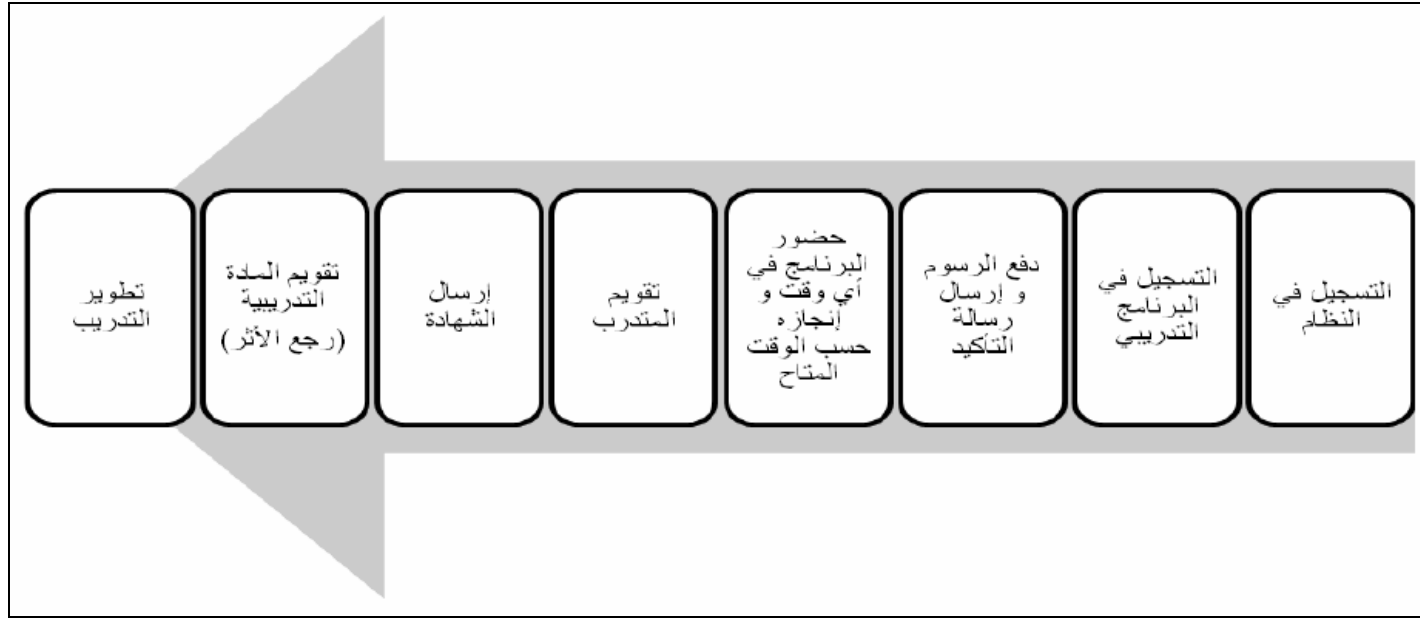 التسجيل في
النظام
التسجيل في
البرنامج
التدريبي
دفع الرسوم
و إرسال
رسالة
التأكيد
حضور
البرنامج في
أي وقت و
إنجازه
حسب الوقت
المتاح
تقويم
المتدرب
إرسال
الشهادة
تقويم المادة
التدريبية
(رجع الأثر)
تطوير
التدريب